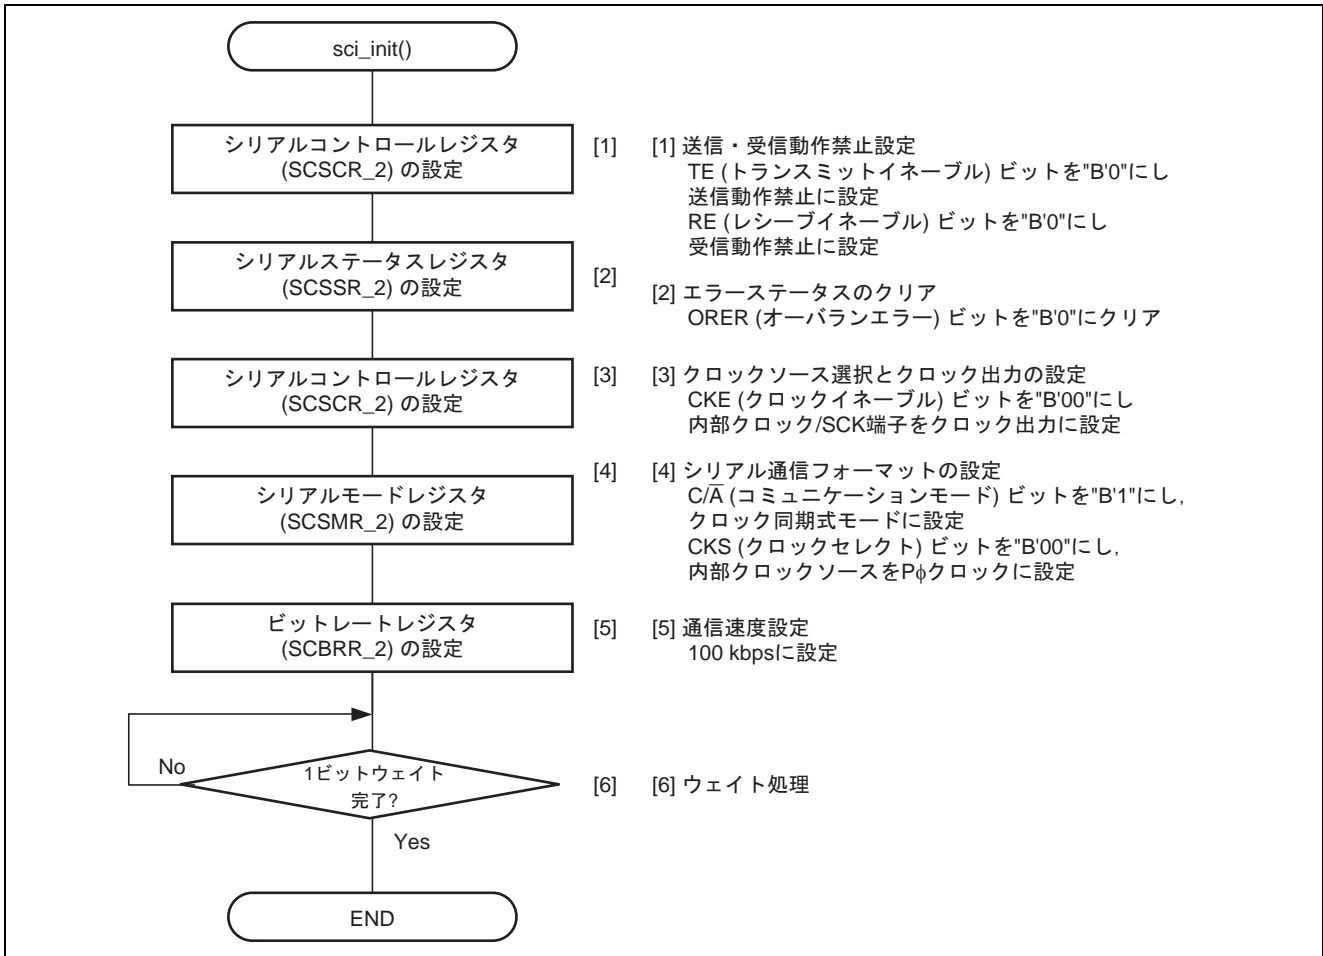 sci_init()
シリアルコントロールレジスタ
(SCSCR_2) の設定
[1]
[1] 送信・受信動作禁止設定
TE (トランスミットイネーブル) ビットを"B'0"にし
送信動作禁止に設定
RE (レシーブイネーブル) ビットを"B'0"にし
受信動作禁止に設定
シリアルステータスレジスタ
(SCSSR_2) の設定
[2]
[2] エラーステータスのクリア
ORER (オーバランエラー) ビットを"B'0"にクリア
シリアルコントロールレジスタ
(SCSCR_2) の設定
[3]
[3] クロックソース選択とクロック出力の設定
CKE (クロックイネーブル) ビットを"B'00"にし
内部クロック/SCK端子をクロック出力に設定
シリアルモードレジスタ
(SCSMR_2) の設定
[4]
[4] シリアル通信フォーマットの設定
C/A̅ (コミュニケーションモード) ビットを"B'1"にし,
クロック同期式モードに設定
CKS (クロックセレクト) ビットを"B'00"にし,
内部クロックソースをPϕクロックに設定
ビットレートレジスタ
(SCBRR_2) の設定
[5]
[5] 通信速度設定
100 kbpsに設定
No
1ビットウェイト
完了?
[6]
[6] ウェイト処理
Yes
END